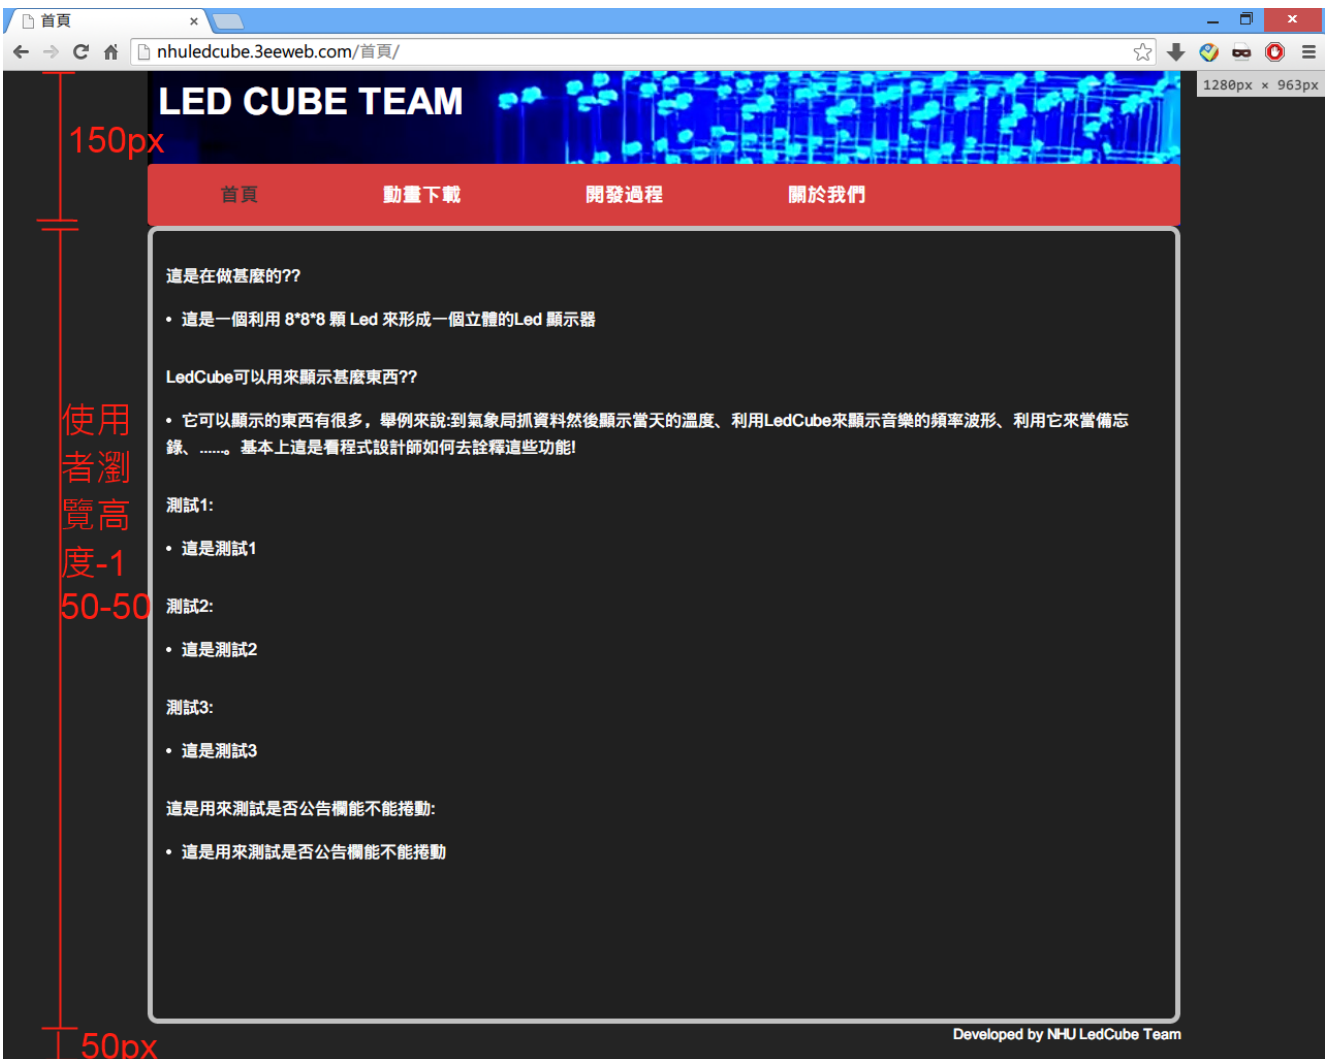 首頁
nhuledcube.3eeweb.com/首頁/
1280px × 963px
LED CUBE TEAM
150px
首頁 動畫下載 開發過程 關於我們
這是在做甚麼的??
• 這是一個利用 8*8*8 顆 Led 來形成一個立體的Led 顯示器
LedCube可以用來顯示甚麼東西??
• 它可以顯示的東西有很多，舉例來說:到氣象局抓資料然後顯示當天的溫度、利用LedCube來顯示音樂的頻率波形、利用它來當備忘
錄、......。基本上這是看程式設計師如何去詮釋這些功能!
使用
者瀏
覽高
度-1
50-50
測試1:
• 這是測試1
測試2:
• 這是測試2
測試3:
• 這是測試3
這是用來測試是否公告欄能不能捲動:
• 這是用來測試是否公告欄能不能捲動
Developed by NHU LedCube Team
50px